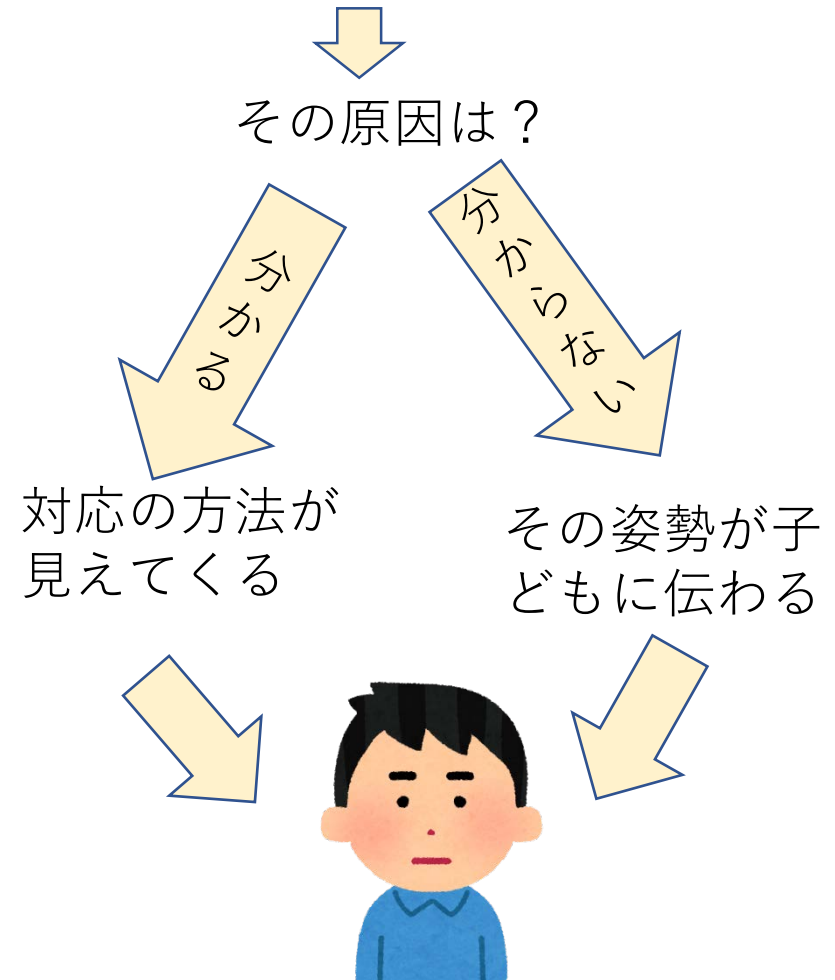 その原因は？
分かる
分からない
対応の方法が
見えてくる
その姿勢が子
どもに伝わる